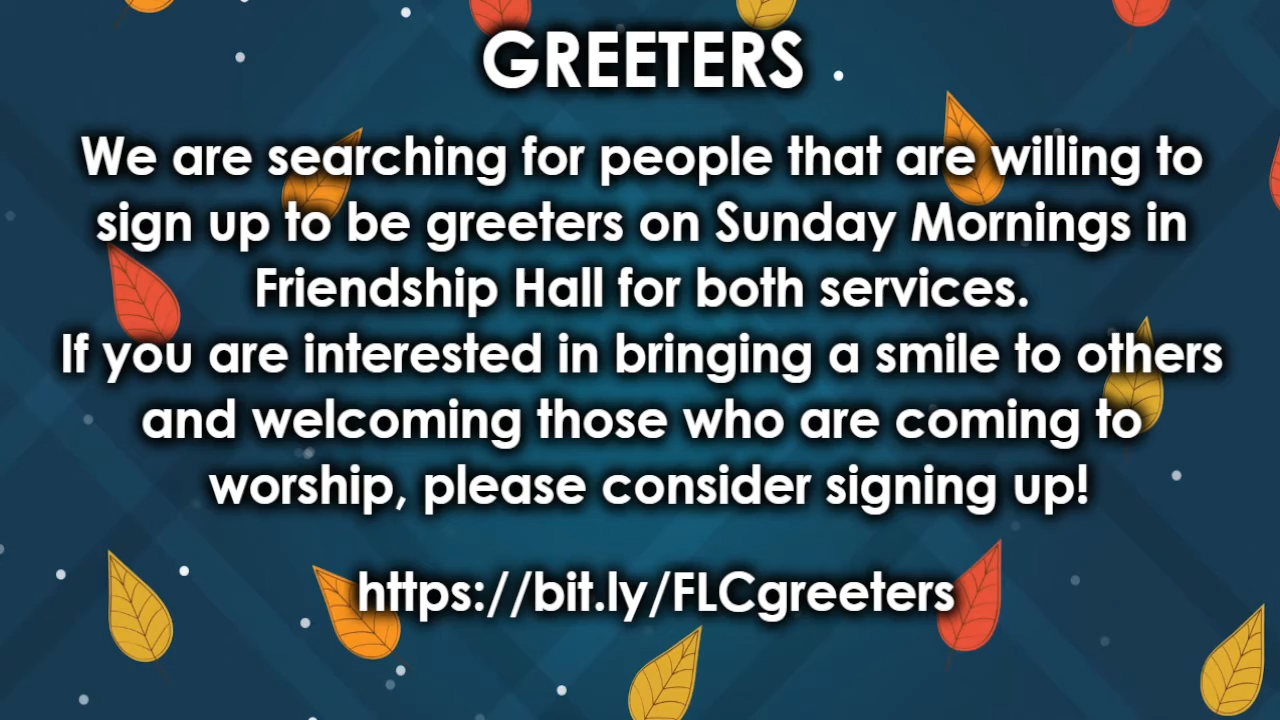 GREETERS
We are searching for people that are willing to
sign up to be greeters on Sunday Mornings in
Friendship Hall for both services.
If you are interested in bringing a smile to others
and welcoming those who are coming to
worship, please consider signing up!
https://bit.ly/FLCgreeters